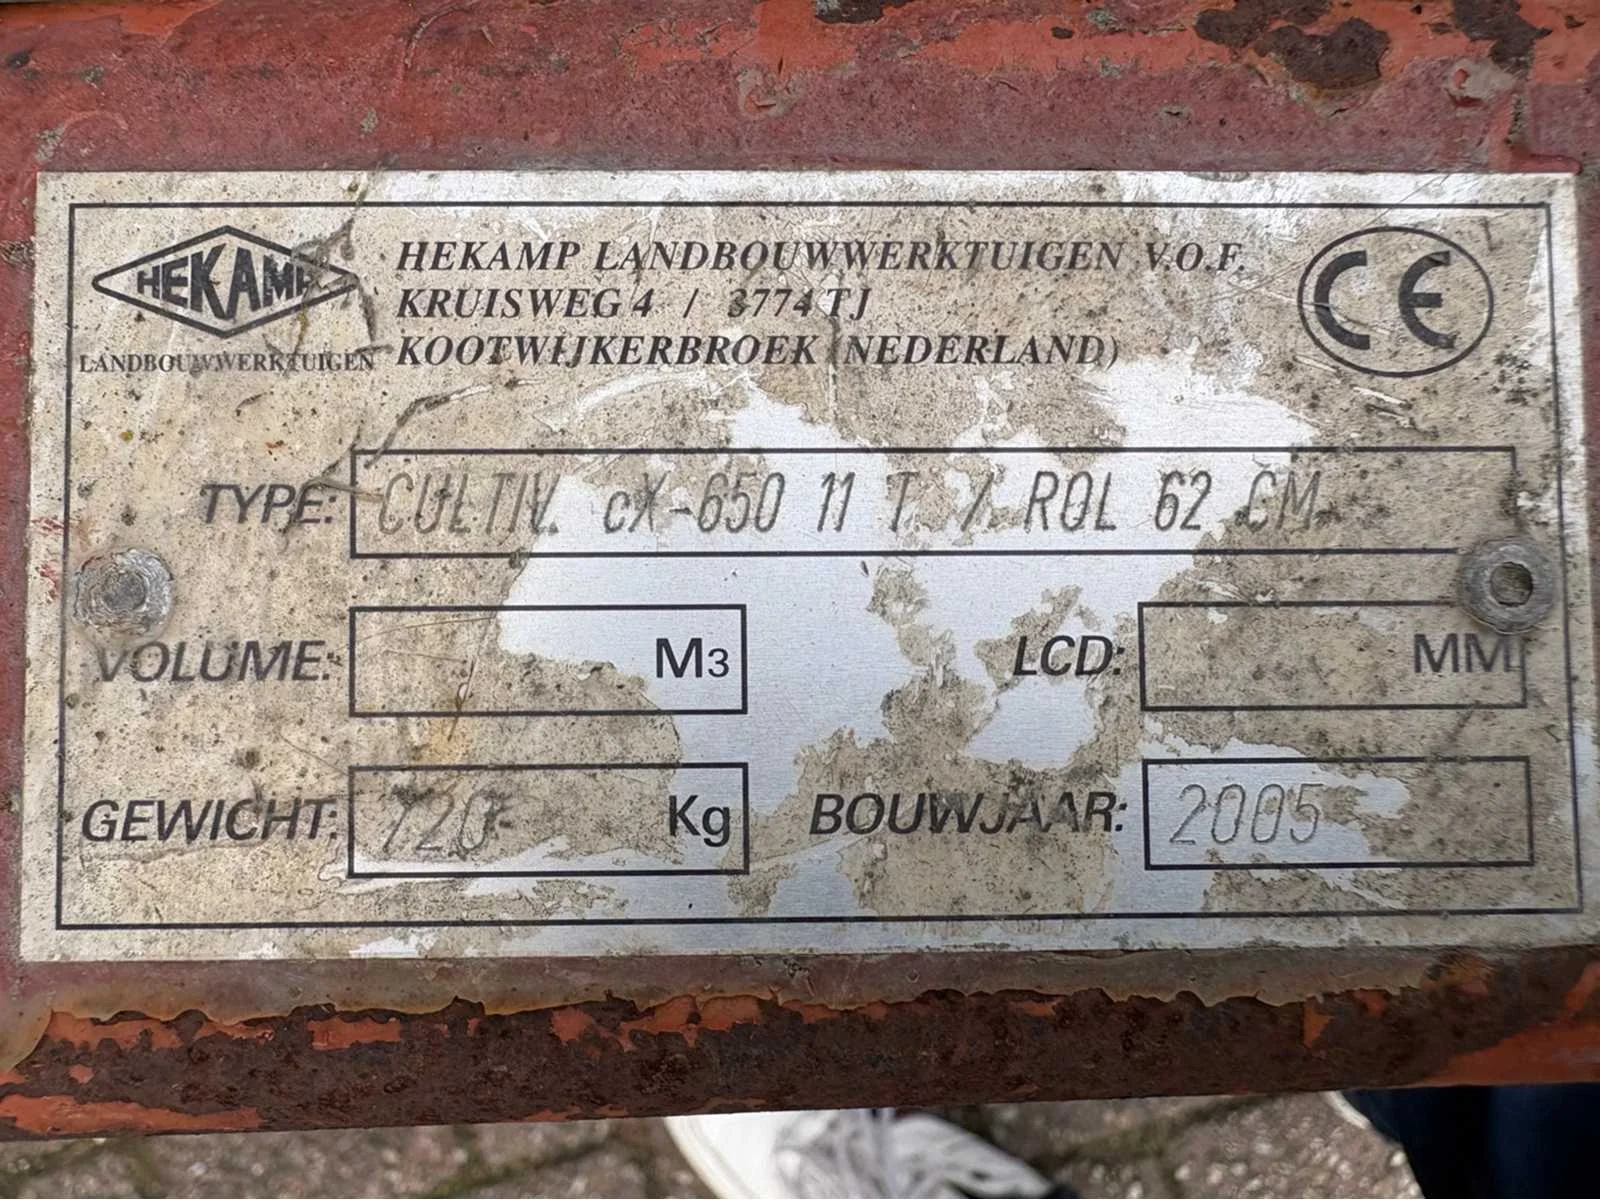 HEKAMP
LANDBOUWWERKTUIGEN
HEKAMP LANDBOUWWERKTUIGEN V.O.F.
KRUISWEG 4 / 3774 TJ
KOOTWIJKERBROEK (NEDERLAND)
CE
TYPE: CULTIV. cX-650 11 T / ROL 62 CM
VOLUME: M3
LCD: MM
GEWICHT: 720- Kg
BOUWJAAR: 2005